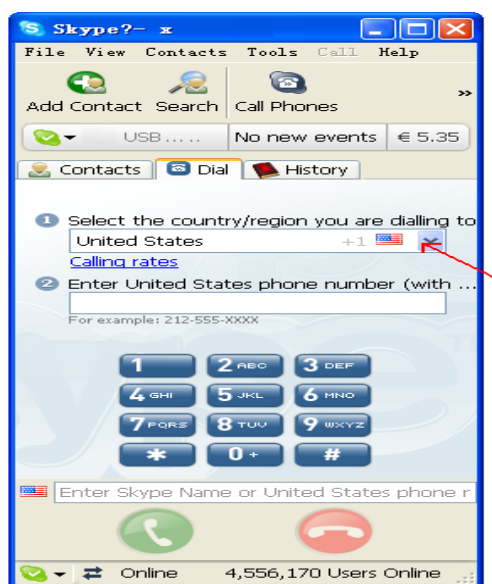 Skype?- x
File View Contacts Tools Call Help
Add Contact Search Call Phones »
USB..... No new events € 5.35
Contacts Dial History
1 Select the country/region you are dialling to
United States +1
Calling rates
2 Enter United States phone number (with ...
For example: 212-555-XXXX
1 2 ABC 3 DEF
4 GHI 5 JKL 6 MNO
7 PQRS 8 TUV 9 WXYZ
* 0 + #
Enter Skype Name or United States phone r
Online 4,556,170 Users Online